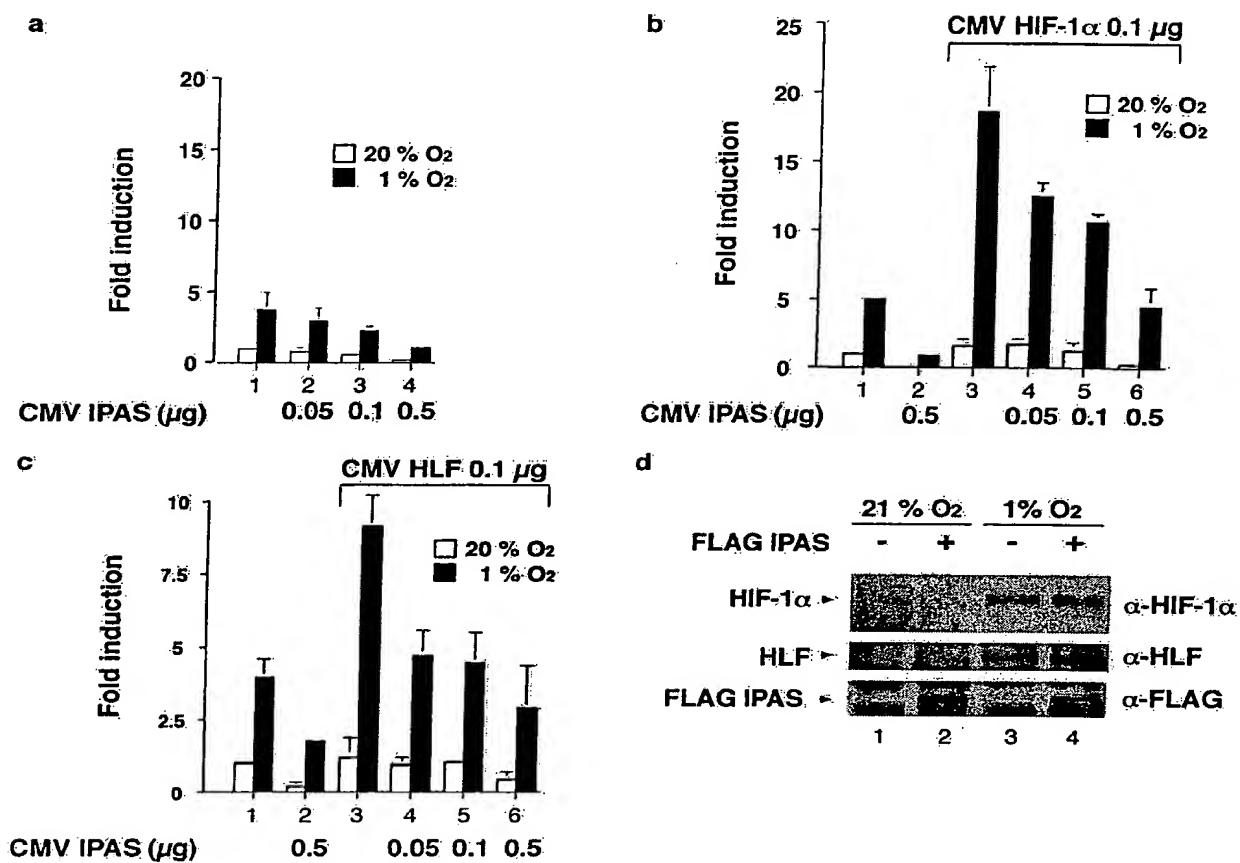 a
20
15
10
5
0
Fold induction
20 % O2
1 % O2
1 2 3 4
CMV IPAS (µg) 0.05 0.1 0.5
b
CMV HIF-1α 0.1 µg
25
20
15
10
5
0
Fold induction
20 % O2
1 % O2
1 2 3 4 5 6
CMV IPAS (µg) 0.5 0.05 0.1 0.5
c
CMV HLF 0.1 µg
10
7.5
5
2.5
0
Fold induction
20 % O2
1 % O2
1 2 3 4 5 6
CMV IPAS (µg) 0.5 0.05 0.1 0.5
d
21 % O2 1% O2
FLAG IPAS - + - +
HIF-1α α-HIF-1α
HLF α-HLF
FLAG IPAS α-FLAG
1 2 3 4